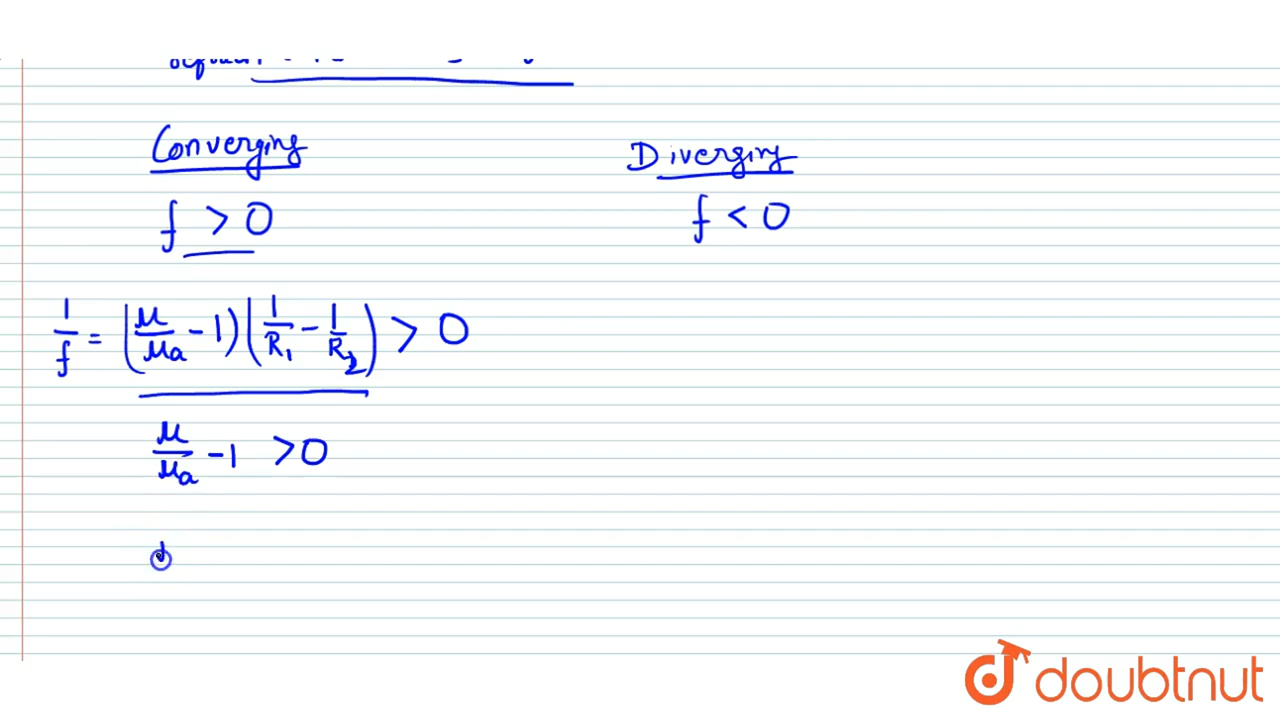 Converging
f > 0
1/f = (μ/μa - 1)(1/R1 - 1/R2) > 0
μ/μa - 1 > 0
Diverging
f < 0
doubtnut